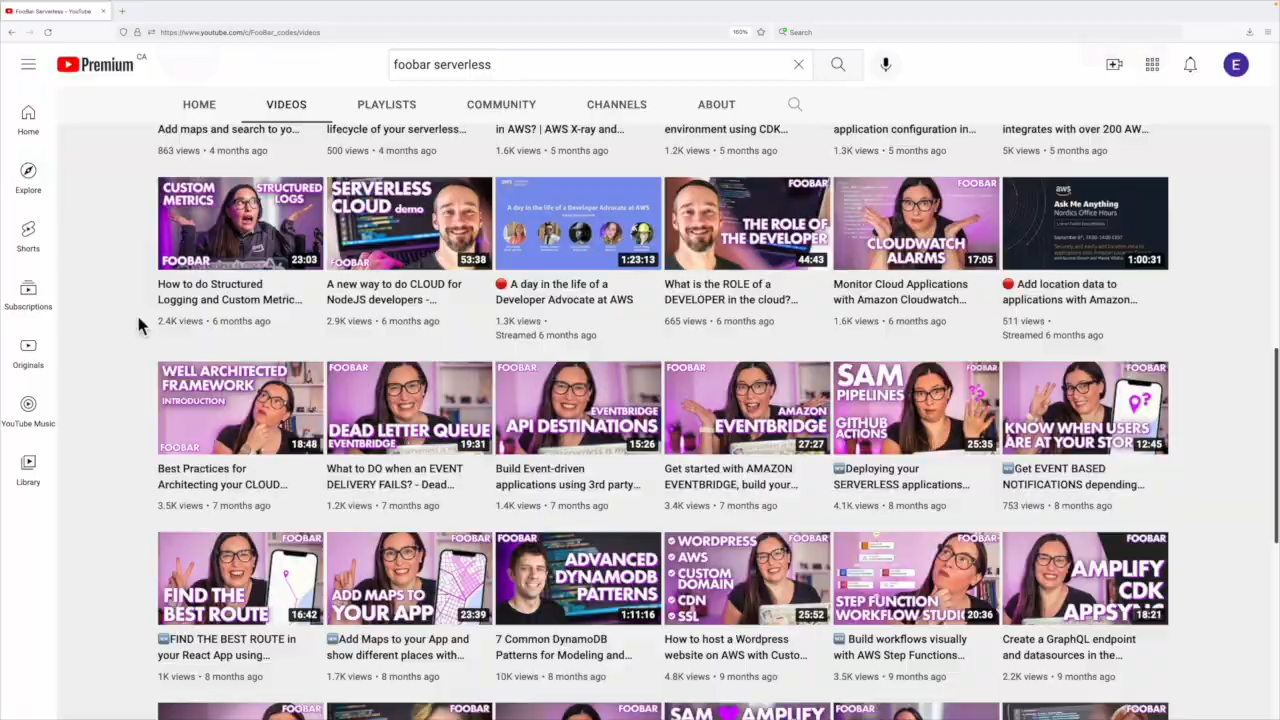 FooBar Serverless - YouTube
https://www.youtube.com/c/FooBar_codes/videos
160%
Search
Premium
CA
foobar serverless
E
HOME
VIDEOS
PLAYLISTS
COMMUNITY
CHANNELS
ABOUT
Home
Explore
Shorts
Subscriptions
Originals
YouTube Music
Library
Add maps and search to yo...
863 views • 4 months ago
lifecycle of your serverless...
500 views • 4 months ago
in AWS? | AWS X-ray and...
1.6K views • 5 months ago
environment using CDK...
1.2K views • 5 months ago
application configuration in...
1.3K views • 5 months ago
integrates with over 200 AW...
5K views • 5 months ago
CUSTOM METRICS
STRUCTURED LOGS
FOOBAR
23:03
How to do Structured
Logging and Custom Metric...
2.4K views • 6 months ago
SERVERLESS
CLOUD demo
FOOBAR
53:38
A new way to do CLOUD for
NodeJS developers -...
2.9K views • 6 months ago
A day in the life of a Developer Advocate at AWS
1:23:13
A day in the life of a
Developer Advocate at AWS
1.3K views •
Streamed 6 months ago
FOOBAR
THE ROLE OF
THE DEVELOPER
44:43
What is the ROLE of a
DEVELOPER in the cloud?...
665 views • 6 months ago
FOOBAR
CLOUDWATCH
ALARMS
17:05
Monitor Cloud Applications
with Amazon Cloudwatch...
1.6K views • 6 months ago
aws
Ask Me Anything
Nordics Office Hours
1:00:31
Add location data to
applications with Amazon...
511 views •
Streamed 6 months ago
WELL ARCHITECTED
FRAMEWORK
INTRODUCTION
FOOBAR
18:48
Best Practices for
Architecting your CLOUD...
3.5K views • 7 months ago
FOOBAR
DEAD LETTER QUEUE
EVENTBRIDGE
19:31
What to DO when an EVENT
DELIVERY FAILS? - Dead...
1.2K views • 7 months ago
FOOBAR
EVENTBRIDGE
API DESTINATIONS
15:26
Build Event-driven
applications using 3rd party...
1.4K views • 7 months ago
FOOBAR
AMAZON
EVENTBRIDGE
27:27
Get started with AMAZON
EVENTBRIDGE, build your...
3.4K views • 7 months ago
SAM
PIPELINES
GITHUB
ACTIONS
FOOBAR
25:35
Deploying your
SERVERLESS applications...
4.1K views • 8 months ago
FOOBAR
KNOW WHEN USERS
ARE AT YOUR STOR
12:45
Get EVENT BASED
NOTIFICATIONS depending...
753 views • 8 months ago
FOOBAR
FIND THE
BEST ROUTE
16:42
FIND THE BEST ROUTE in
your React App using...
1K views • 8 months ago
FOOBAR
ADD MAPS TO
YOUR APP
23:39
Add Maps to your App and
show different places with...
1.7K views • 8 months ago
FOOBAR
ADVANCED
DYNAMODB
PATTERNS
1:11:16
7 Common DynamoDB
Patterns for Modeling and...
10K views • 8 months ago
WORDPRESS
AWS
CUSTOM
DOMAIN
CDN
SSL
FOOBAR
25:52
How to host a Wordpress
website on AWS with Custo...
4.8K views • 9 months ago
FOOBAR
STEP FUNCTION
WORKFLOW STUDIO
20:36
Build workflows visually
with AWS Step Functions...
3.5K views • 9 months ago
FOOBAR
AMPLIFY
CDK
APPSYNC
18:21
Create a GraphQL endpoint
and datasources in the...
2.2K views • 9 months ago
FOOBAR
FOOBAR
FOOBAR
SAM AMPLIFY
FOOBAR